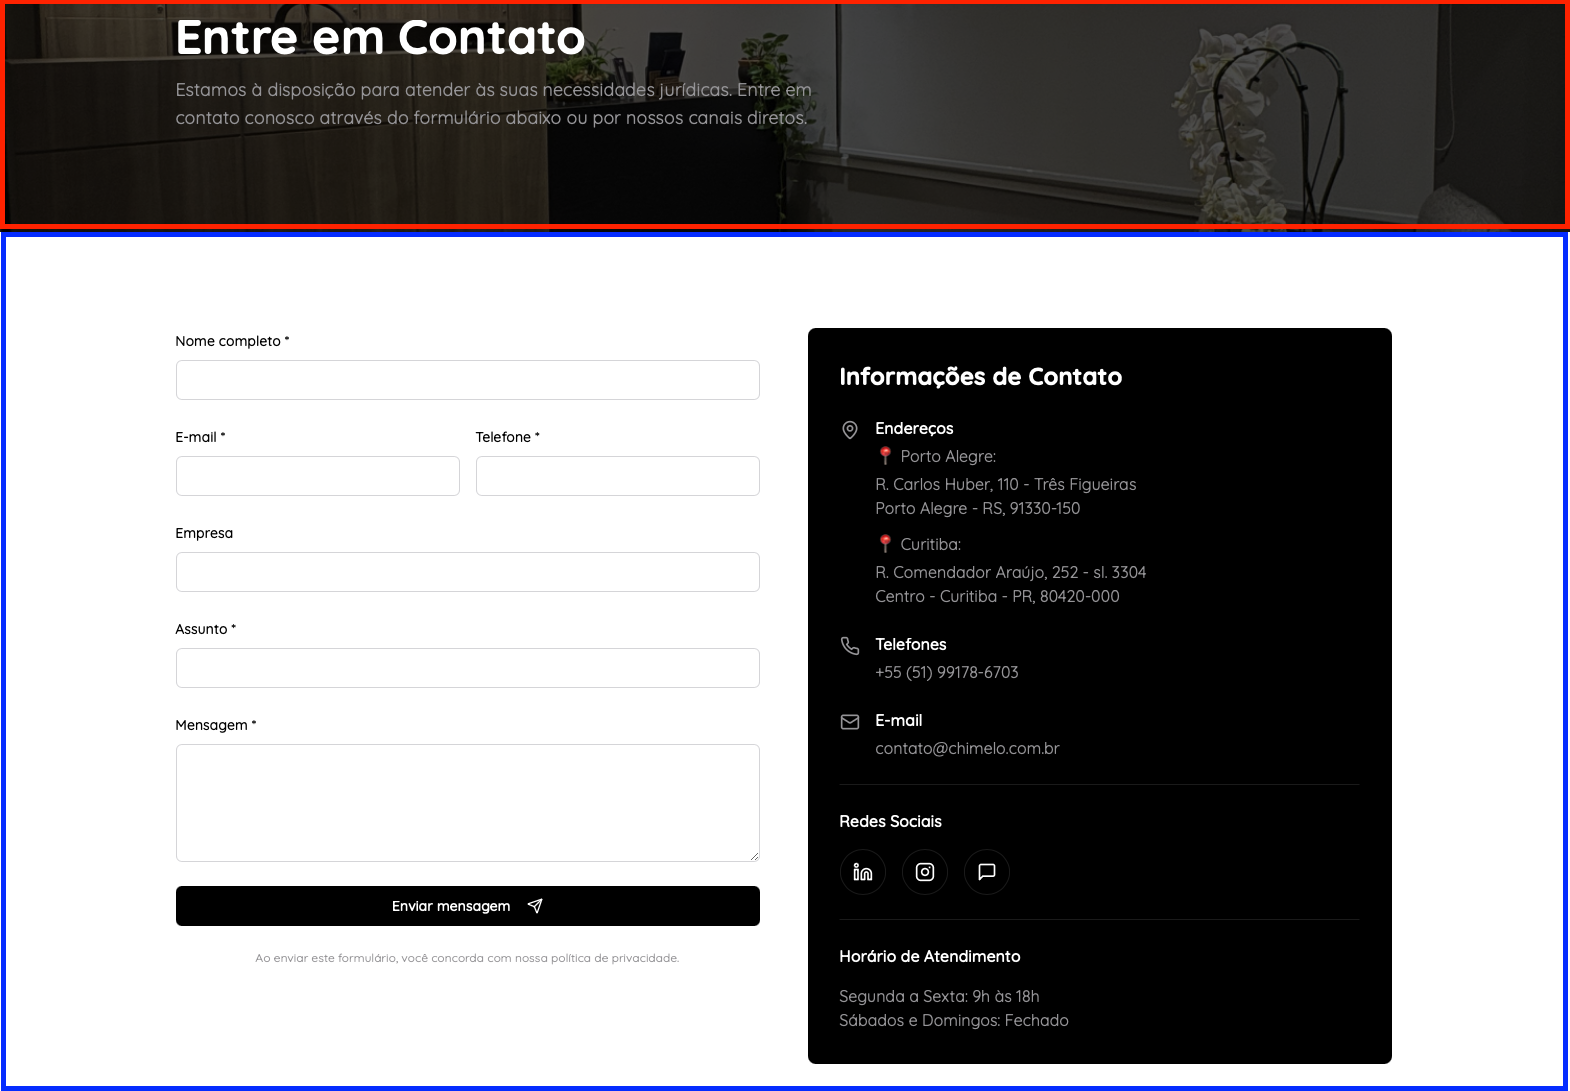 Entre em Contato
Estamos à disposição para atender às suas necessidades jurídicas. Entre em
contato conosco através do formulário abaixo ou por nossos canais diretos.
Nome completo *
E-mail *
Telefone *
Empresa
Assunto *
Mensagem *
Enviar mensagem
Ao enviar este formulário, você concorda com nossa política de privacidade.
Informações de Contato
Endereços
📍 Porto Alegre:
R. Carlos Huber, 110 - Três Figueiras
Porto Alegre - RS, 91330-150
📍 Curitiba:
R. Comendador Araújo, 252 - sl. 3304
Centro - Curitiba - PR, 80420-000
Telefones
+55 (51) 99178-6703
E-mail
contato@chimelo.com.br
Redes Sociais
in
Horário de Atendimento
Segunda a Sexta: 9h às 18h
Sábados e Domingos: Fechado